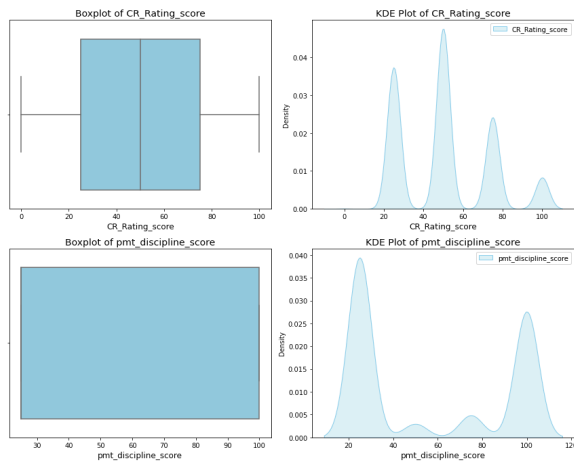 Boxplot of CR_Rating_score
0 20 40 60 80 100
CR_Rating_score
KDE Plot of CR_Rating_score
CR_Rating_score
Density
0.04
0.03
0.02
0.01
0.00
0 20 40 60 80 100
CR_Rating_score
Boxplot of pmt_discipline_score
30 40 50 60 70 80 90 100
pmt_discipline_score
KDE Plot of pmt_discipline_score
pmt_discipline_score
Density
0.040
0.035
0.030
0.025
0.020
0.015
0.010
0.005
0.000
20 40 60 80 100 120
pmt_discipline_score